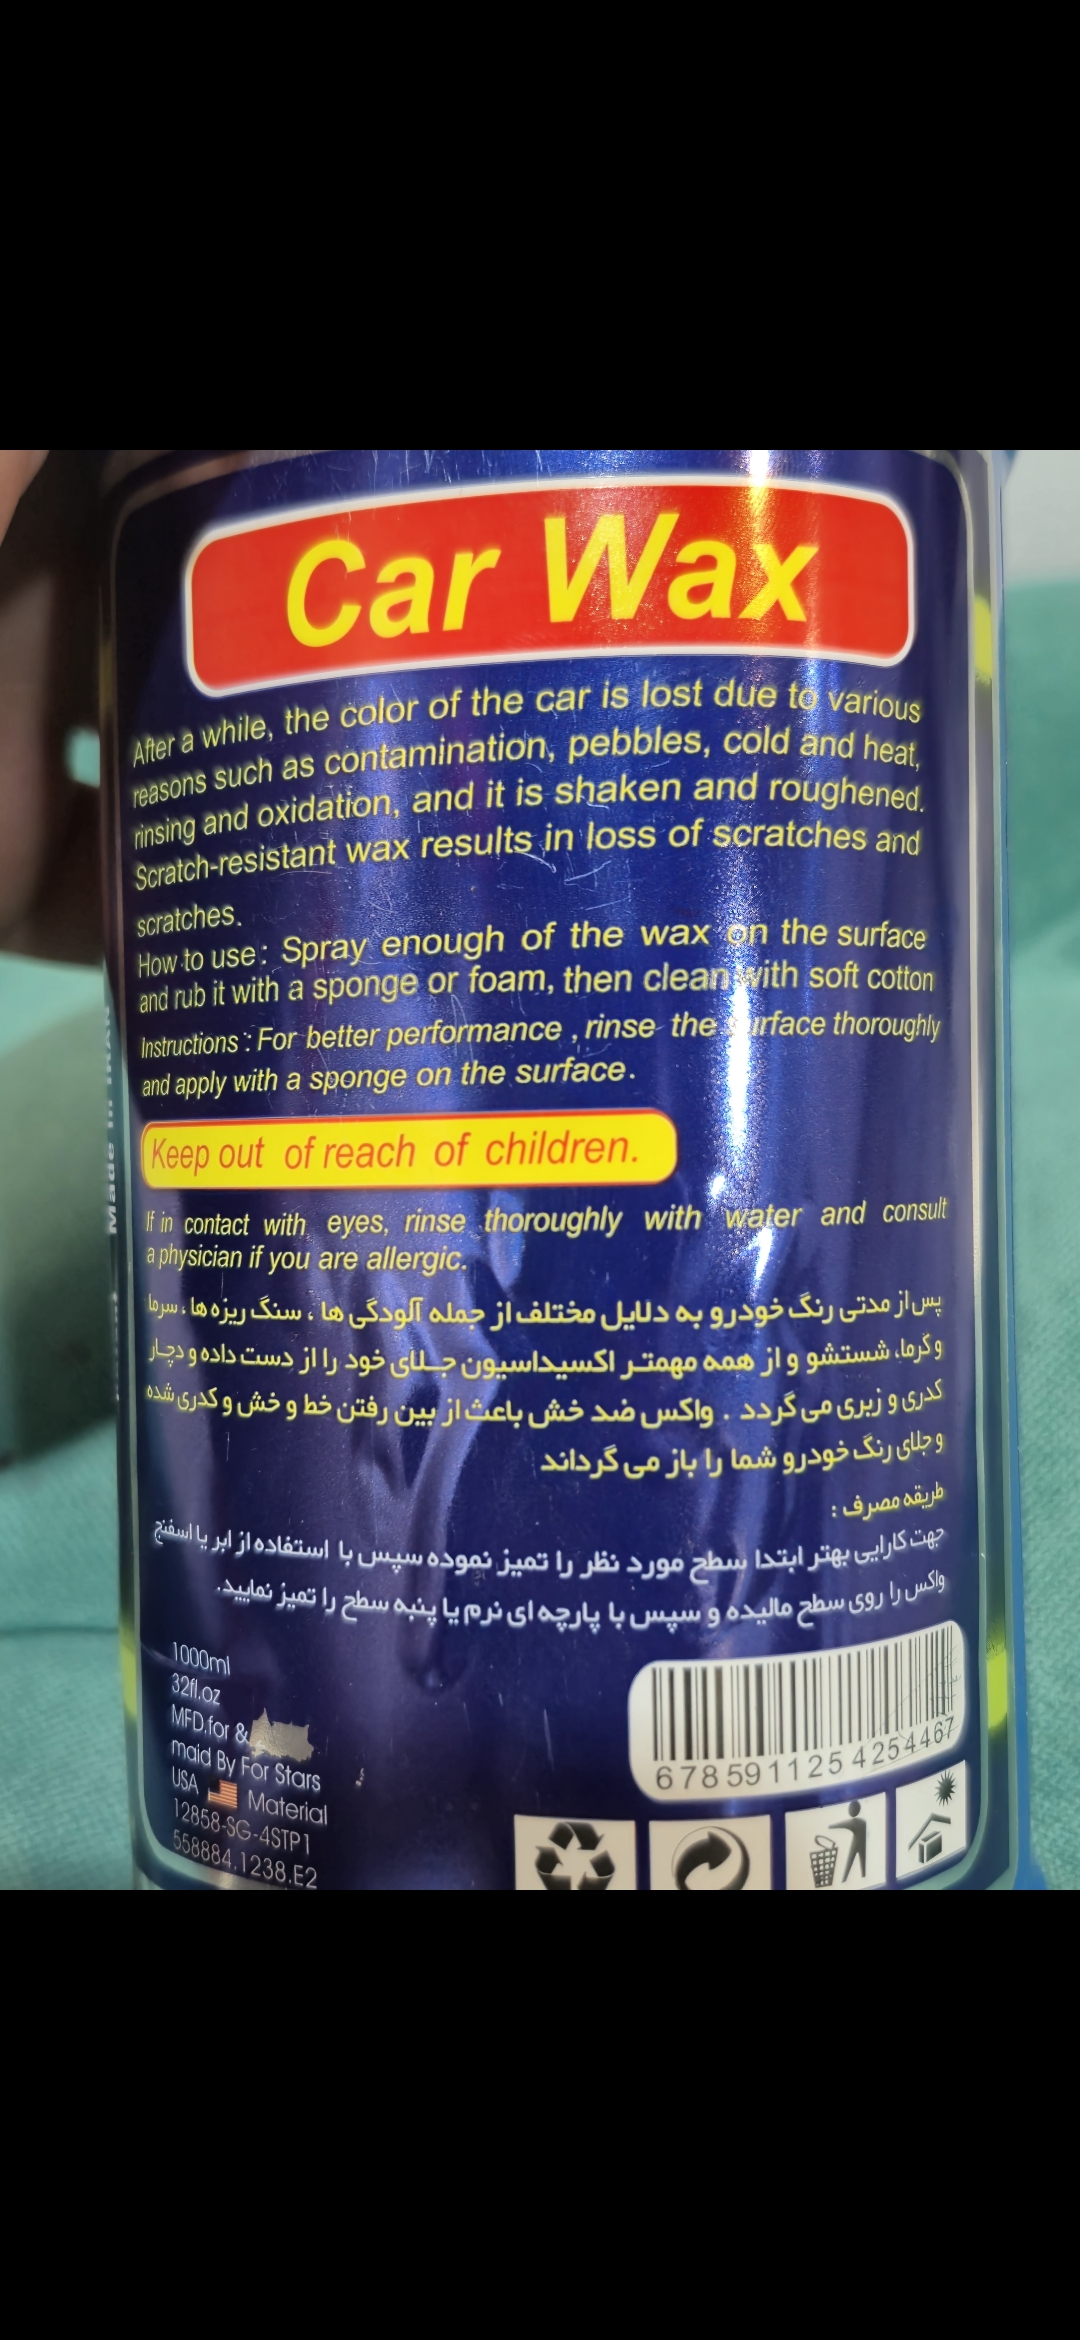 Car Wax
After a while, the color of the car is lost due to various
reasons such as contamination, pebbles, cold and heat,
rinsing and oxidation, and it is shaken and roughened.
Scratch-resistant wax results in loss of scratches and
scratches.
How to use: Spray enough of the wax on the surface
and rub it with a sponge or foam, then clean with soft cotton
Instructions : For better performance , rinse the surface thoroughly
and apply with a sponge on the surface.
Keep out of reach of children.
If in contact with eyes, rinse thoroughly with water and consult
a physician if you are allergic.
پس از مدتی رنگ خودرو به دلایل مختلف از جمله آلودگی ها ، سنگ ریزه ها ، سرما
و گرما، شستشو و از همه مهمتر اکسیداسیون جلای خود را از دست داده و دچار
کدری و زبری می گردد . واکس ضد خش باعث از بین رفتن خط و خش و کدری شده
و جلای رنگ خودرو شما را باز می گرداند
طریقه مصرف :
جهت کارایی بهتر ابتدا سطح مورد نظر را تمیز نموده سپس با استفاده از ابر یا اسفنج
واکس را روی سطح مالیده و سپس با پارچه ای نرم یا پنبه سطح را تمیز نمایید.
1000ml
32fl.oz
MFD.for &
maid By For Stars
USA Material
12858-SG-4STP1
558884.1238.E2
6785911254254467
Made in IRAN